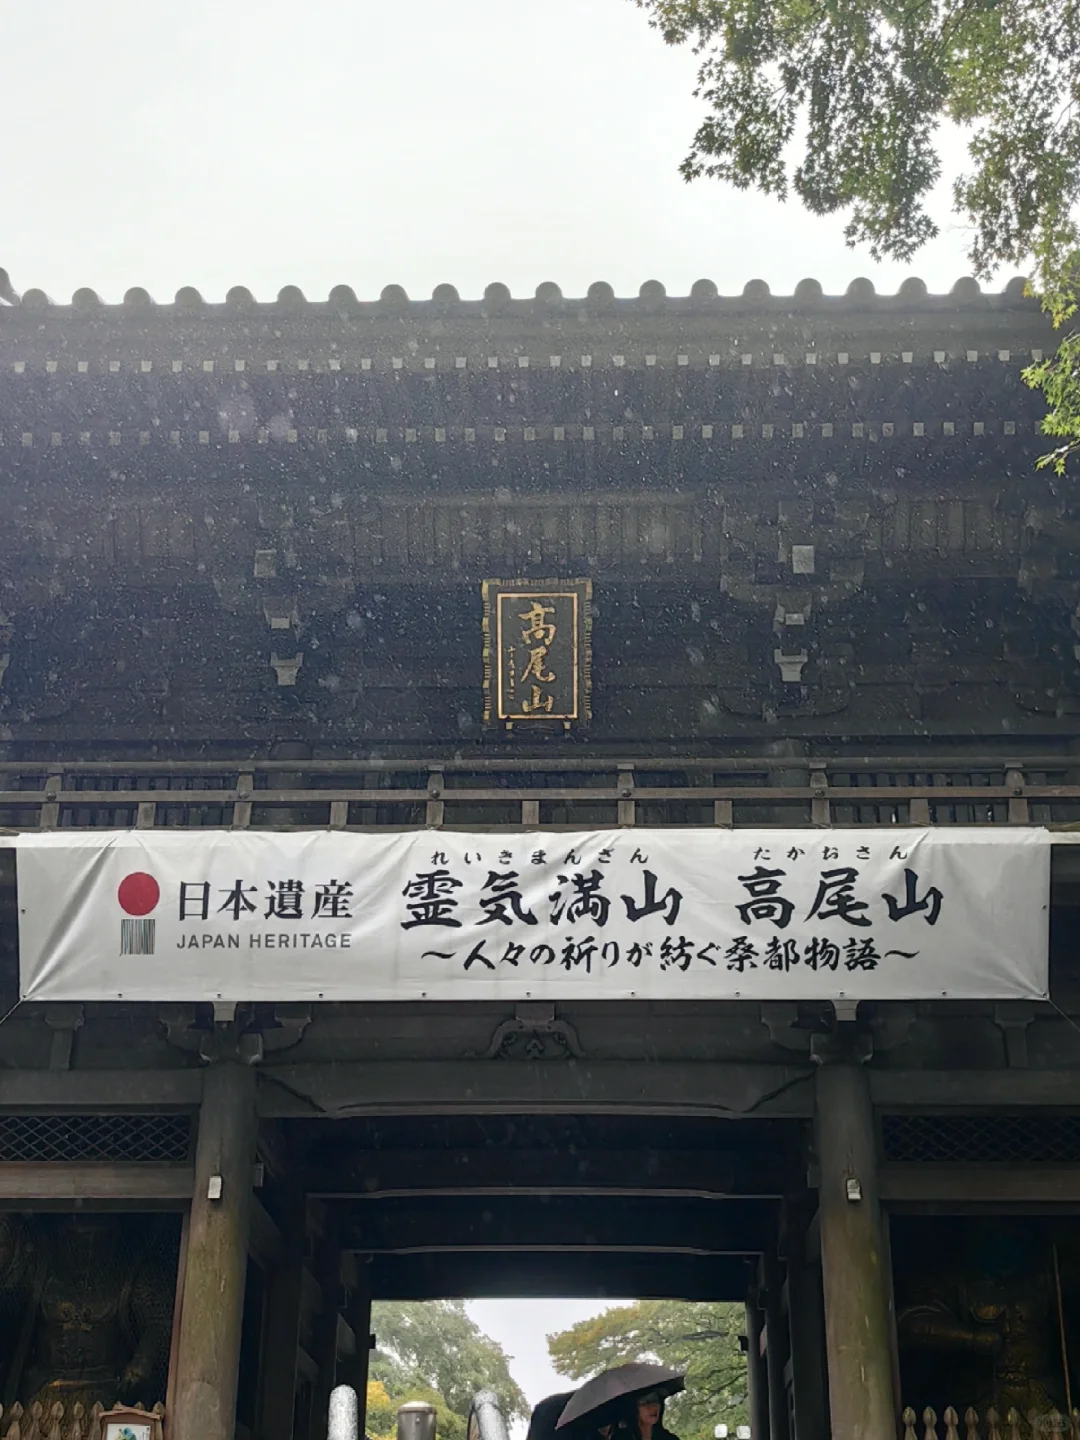 高尾山
日本遺産
JAPAN HERITAGE
れいきまんざん たかおさん
霊気満山 高尾山
～人々の祈りが紡ぐ桑都物語～